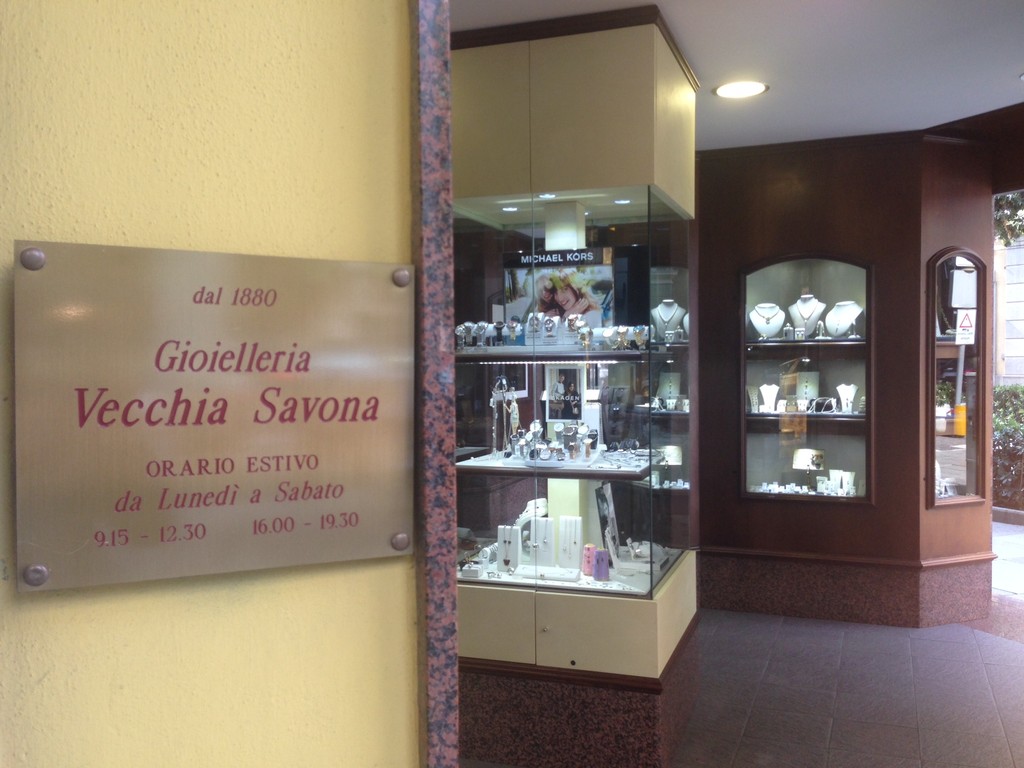 dal 1880
Gioielleria
Vecchia Savona
ORARIO ESTIVO
da Lunedì a Sabato
9.15 - 12.30 16.00 - 19.30
MICHAEL KORS